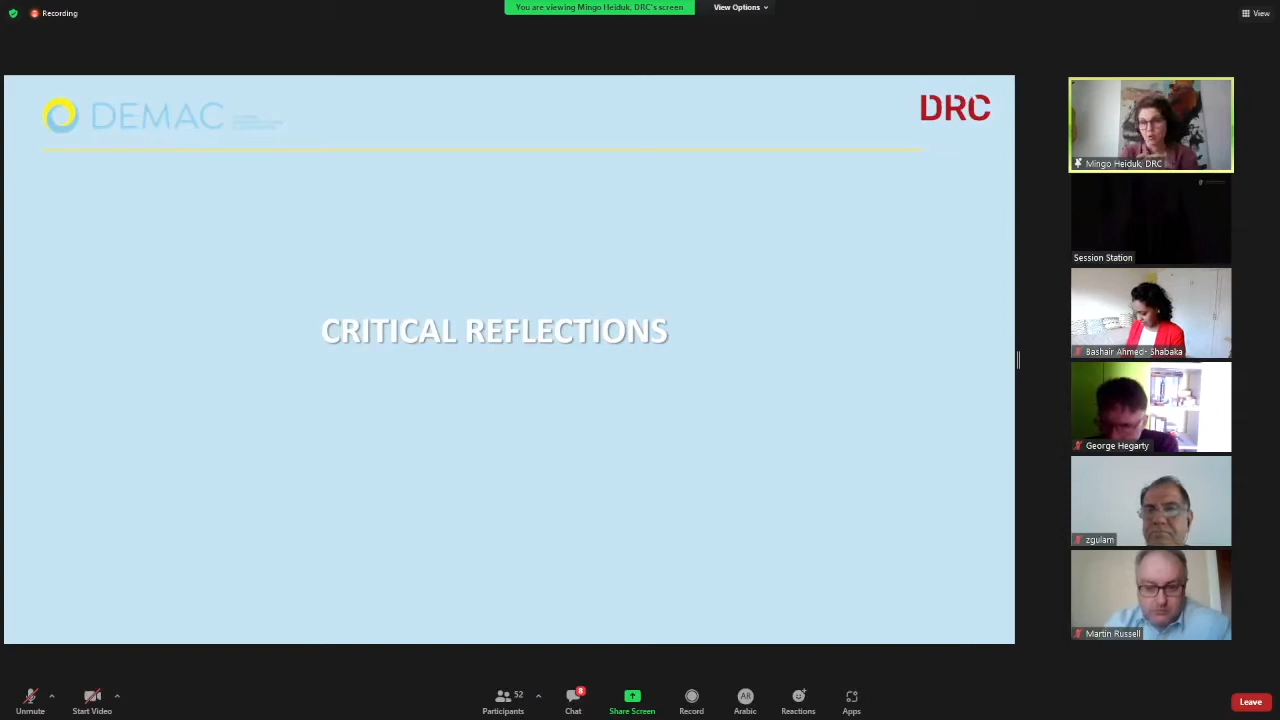 Recording
You are viewing Mingo Heiduk, DRC's screen
View Options
View
DEMAC
DRC
CRITICAL REFLECTIONS
Mingo Heiduk, DRC
Session Station
Bashair Ahmed- Shabaka
George Hegarty
zgulam
Martin Russell
Unmute
Start Video
52
Participants
8
Chat
Share Screen
Record
AR
Arabic
Reactions
Apps
Leave